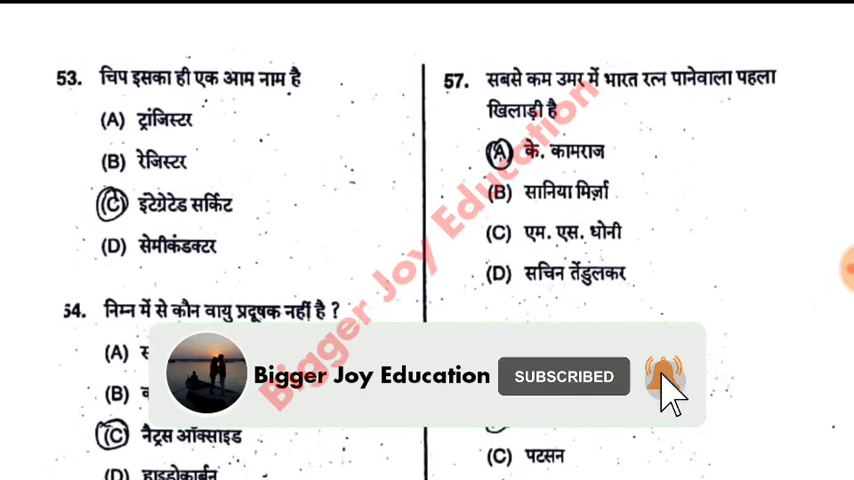 53. चिप इसका ही एक आम नाम है
(A) ट्रांजिस्टर
(B) रेजिस्टर
(C) इंटेग्रेटेड सर्किट
(D) सेमीकंडक्टर
54. निम्न में से कौन वायु प्रदूषक नहीं है ?
(A)
(B)
(C) नैट्रस ऑक्साइड
(D) हाइड्रोकार्बन
57. सबसे कम उमर में भारत रत्न पानेवाला पहला
खिलाड़ी है
(A) के. कामराज
(B) सानिया मिर्ज़ा
(C) एम. एस. धोनी
(D) सचिन तेंडुलकर
(C) पटसन
Bigger Joy Education
Bigger Joy Education
SUBSCRIBED